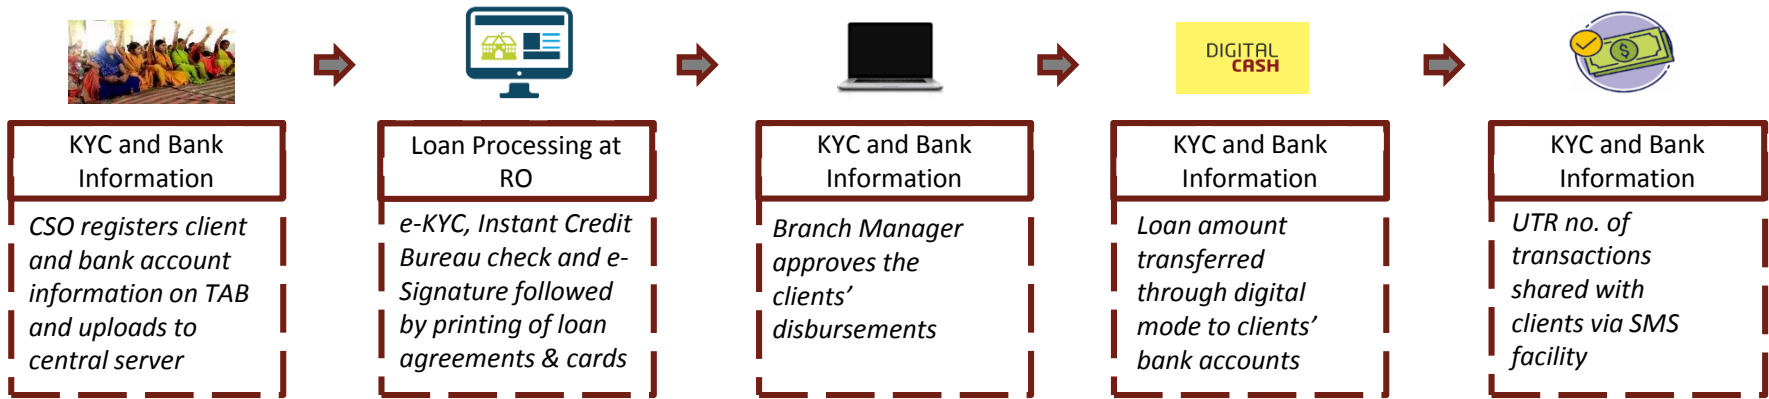 DIGITAL
CASH
KYC and Bank
Information
CSO registers client
and bank account
information on TAB
and uploads to
central server
Loan Processing at
RO
e-KYC, Instant Credit
Bureau check and e-
Signature followed
by printing of loan
agreements & cards
KYC and Bank
Information
Branch Manager
approves the
clients’
disbursements
KYC and Bank
Information
Loan amount
transferred
through digital
mode to clients’
bank accounts
KYC and Bank
Information
UTR no. of
transactions
shared with
clients via SMS
facility